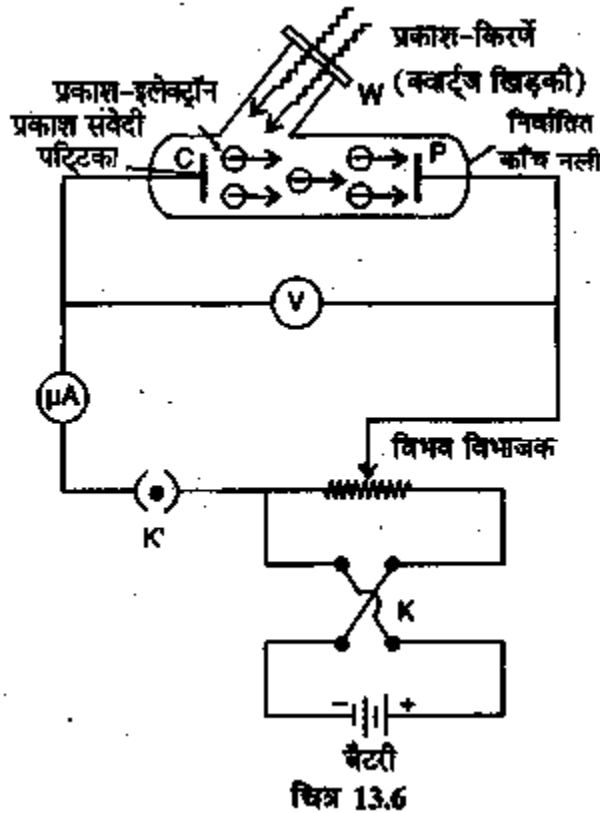 प्रकाश-किरणें
प्रकाश-इलेक्ट्रॉन
W (क्वार्ट्ज खिड़की)
प्रकाश संवेदी
पट्टिका
निर्वातित
काँच नली
C
P
V
μA
विभव विभाजक
K'
K
- +
बैटरी
चित्र 13.6